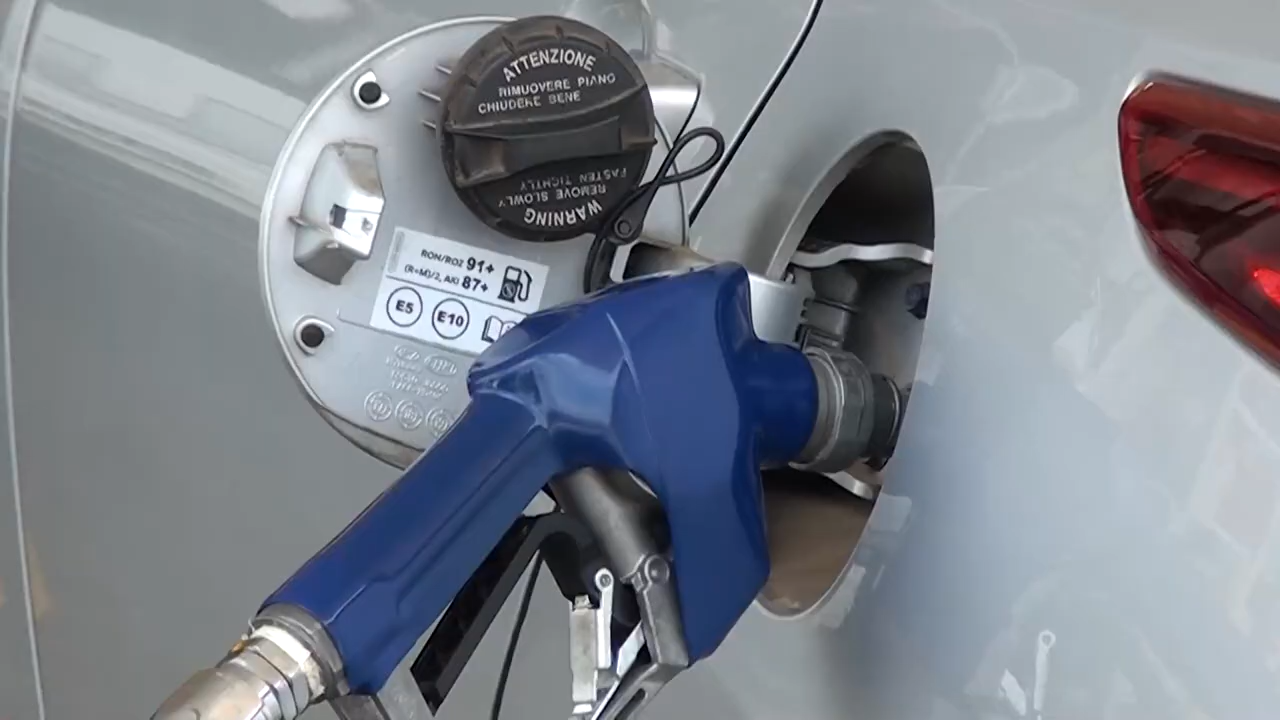 ATTENZIONE
RIMUOVERE PIANO
CHIUDERE BENE
WARNING
REMOVE SLOWLY
FASTEN TIGHTLY
RON/ROZ 91+
(R+M)/2, AKI 87+
E5
E10